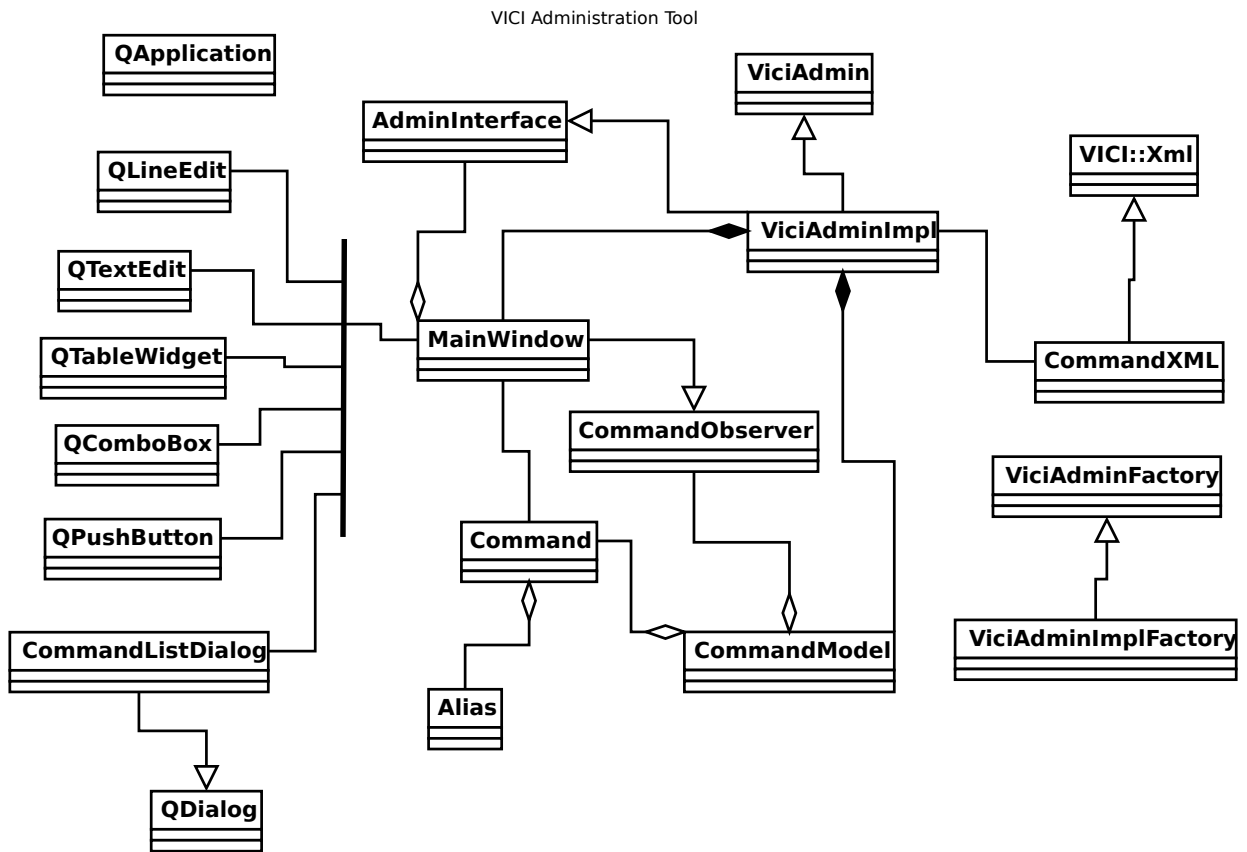 VICI Administration Tool
QApplication
ViciAdmin
AdminInterface
VICI::Xml
QLineEdit
ViciAdminImpl
QTextEdit
MainWindow
QTableWidget
CommandXML
CommandObserver
QComboBox
ViciAdminFactory
QPushButton
Command
ViciAdminImplFactory
CommandListDialog
CommandModel
Alias
QDialog